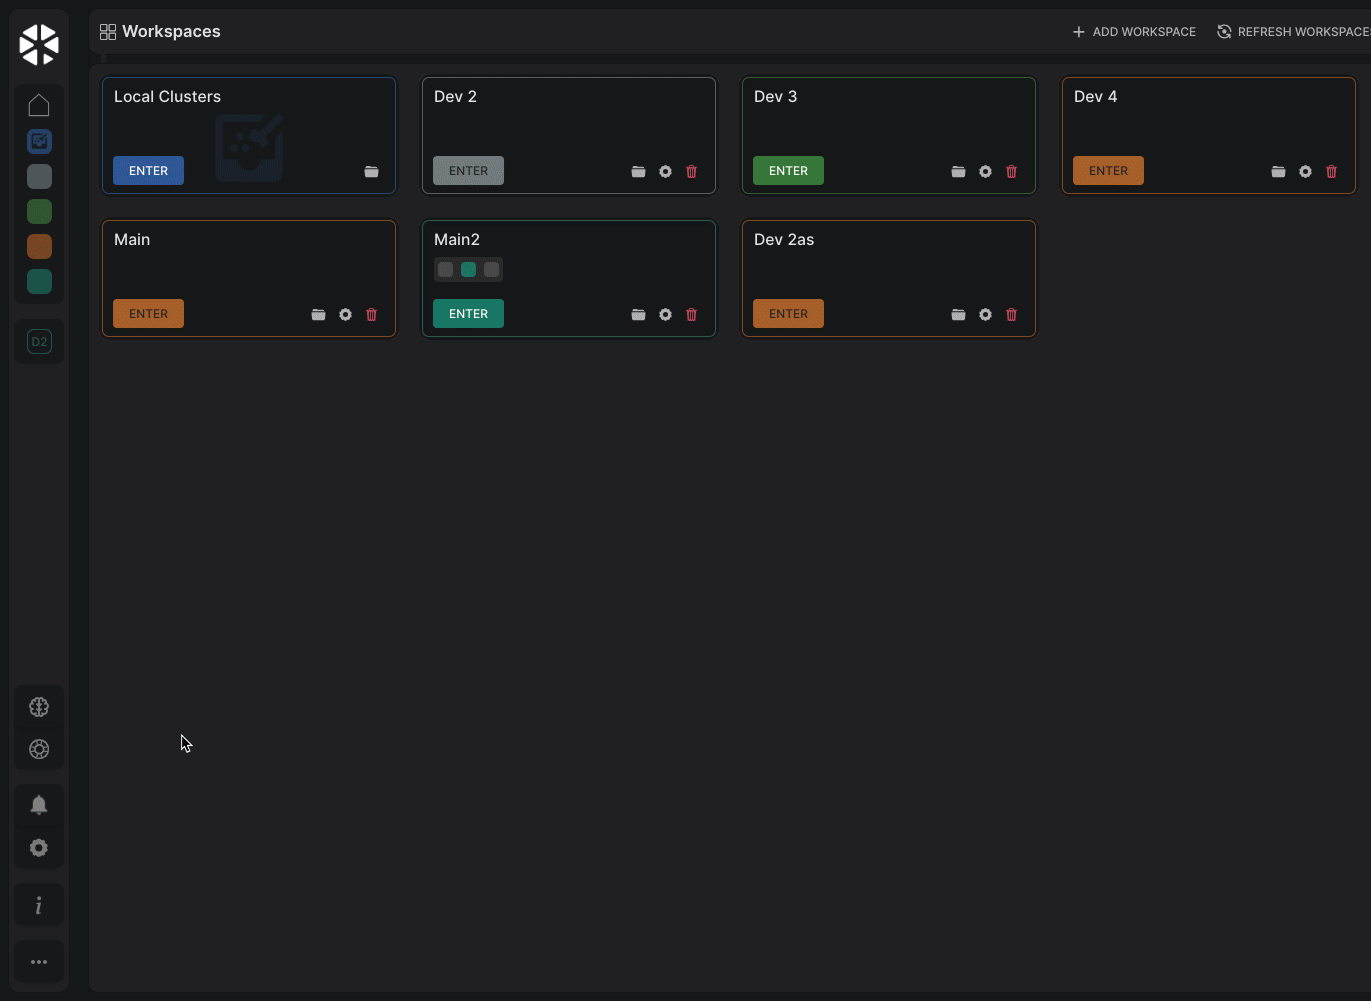 Workspaces
ADD WORKSPACE
REFRESH WORKSPACES
Local Clusters
Dev 2
Dev 3
Dev 4
ENTER
ENTER
ENTER
ENTER
Main
Main2
Dev 2as
ENTER
ENTER
ENTER
D2
i